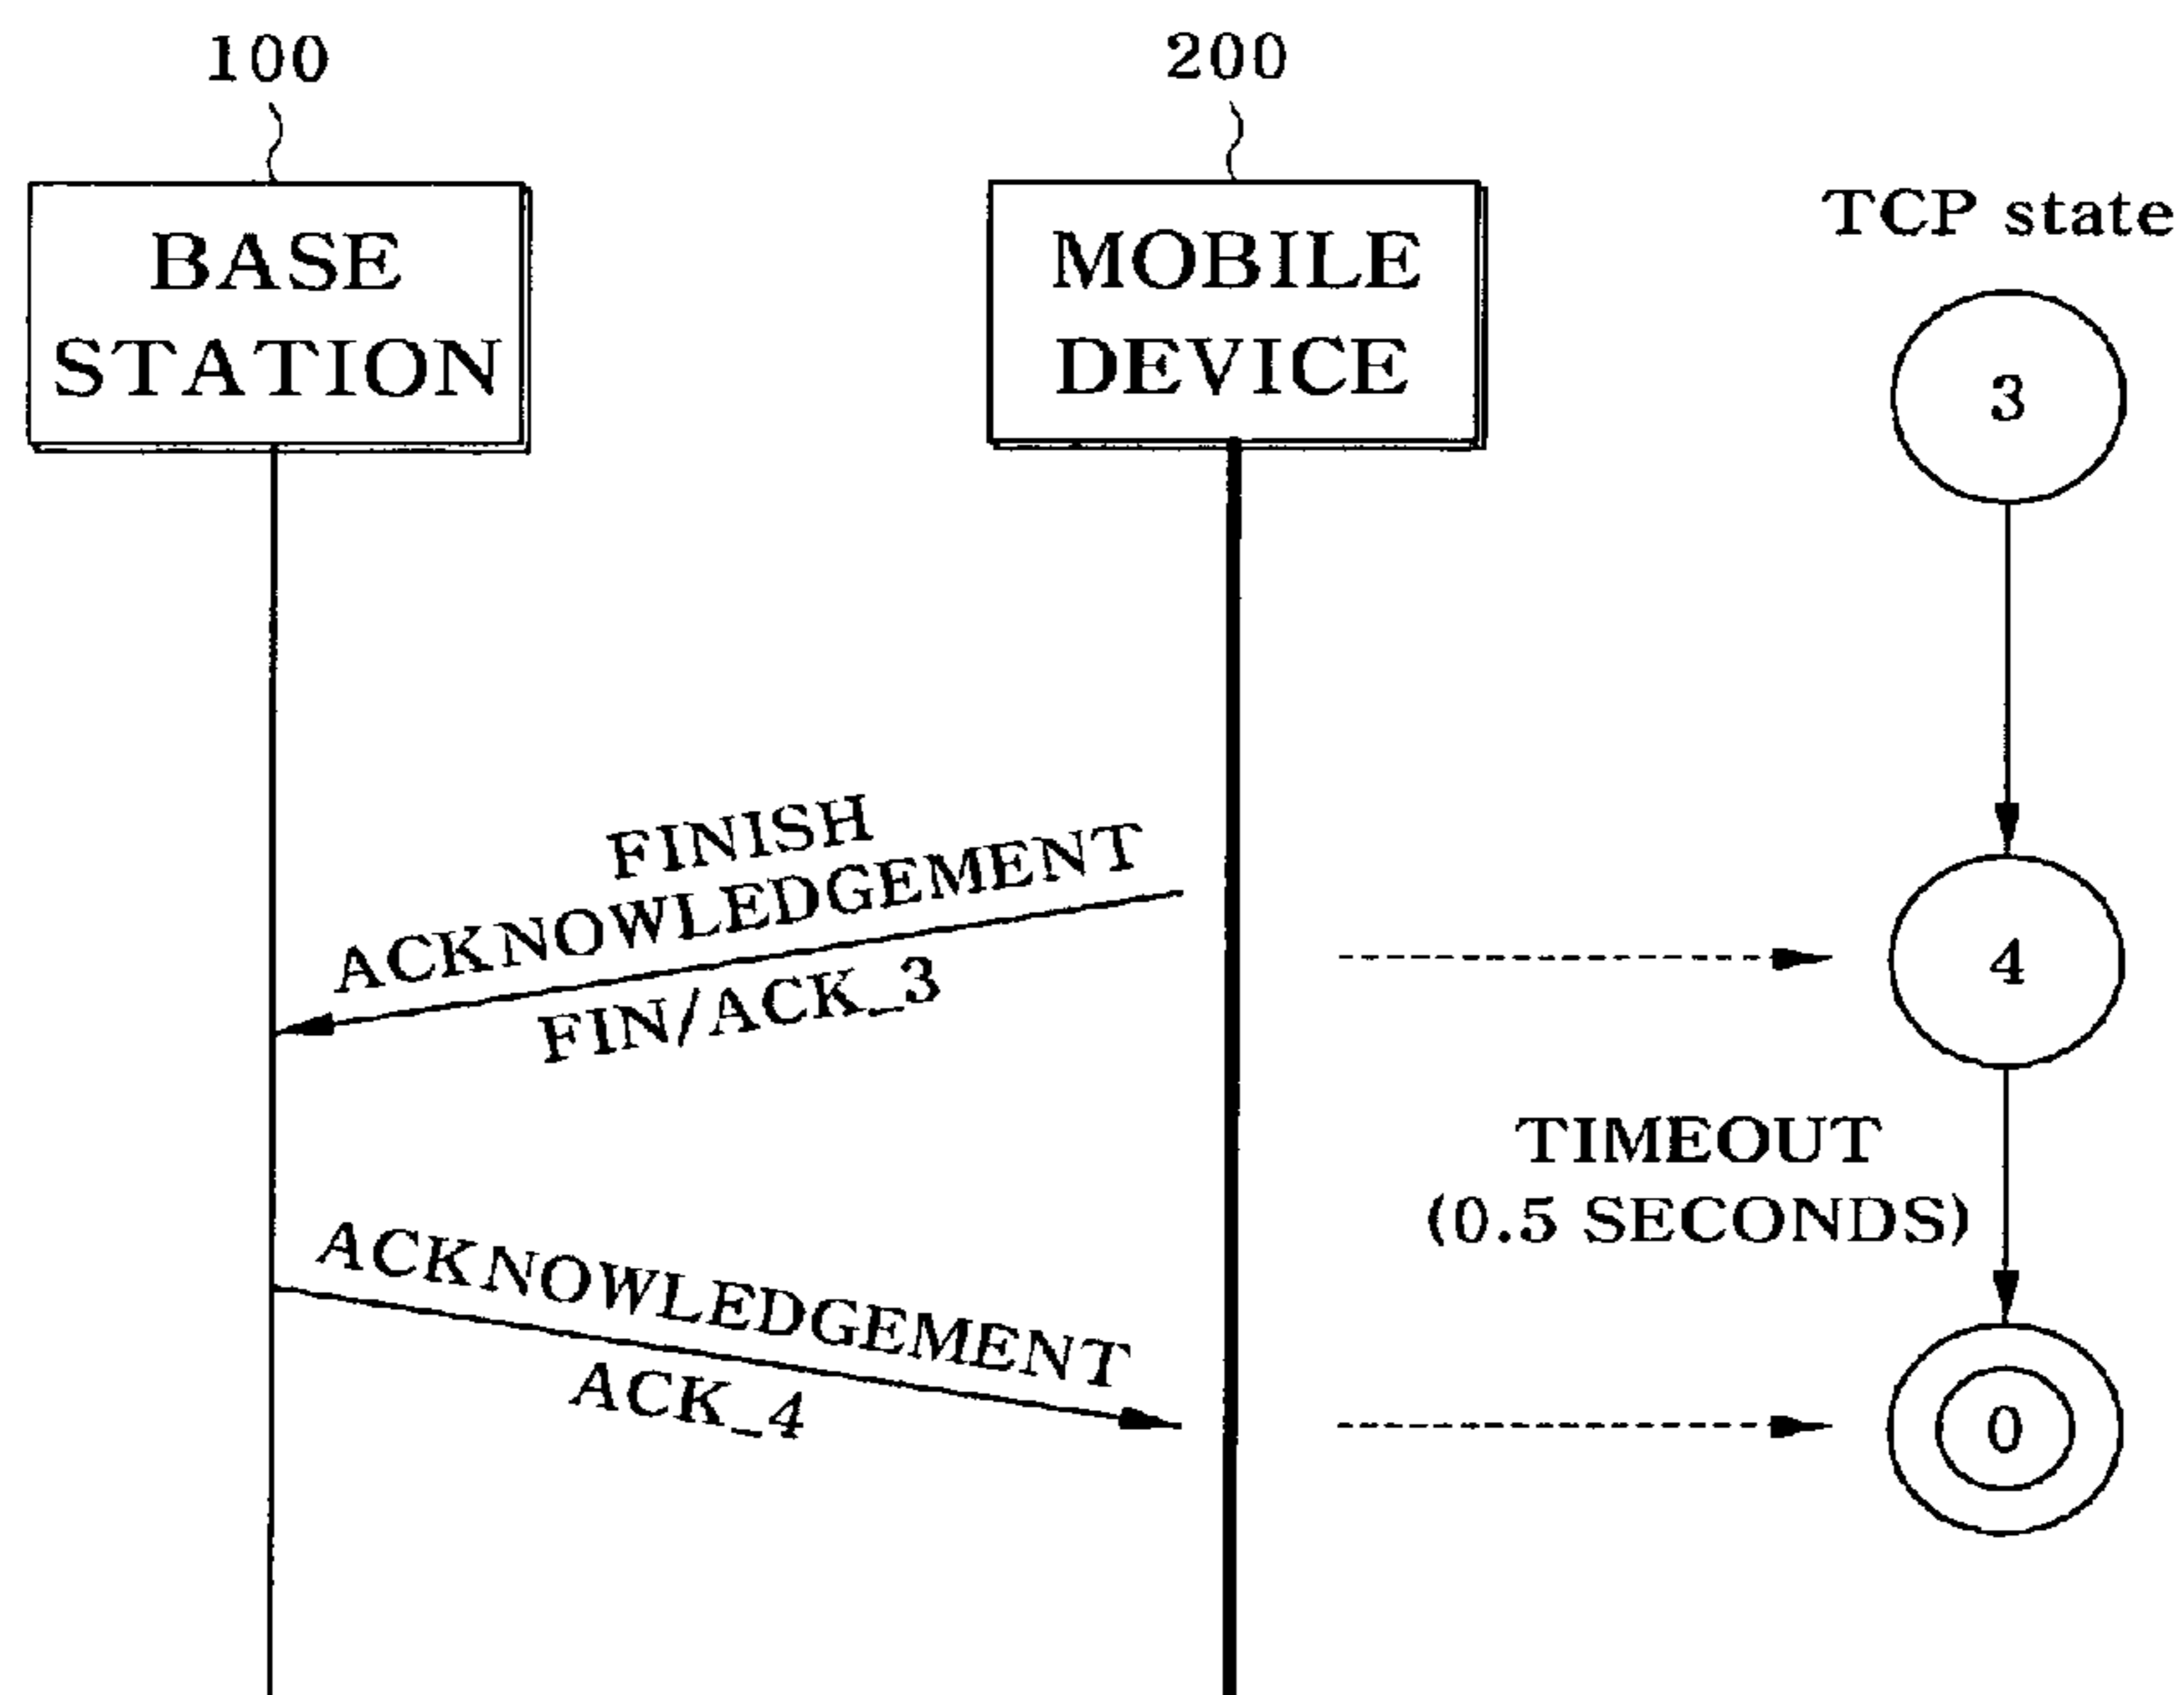 100
200
BASE
STATION
MOBILE
DEVICE
TCP state
3
FINISH
ACKNOWLEDGEMENT
FIN/ACK_3
4
TIMEOUT
(0.5 SECONDS)
ACKNOWLEDGEMENT
ACK_4
0